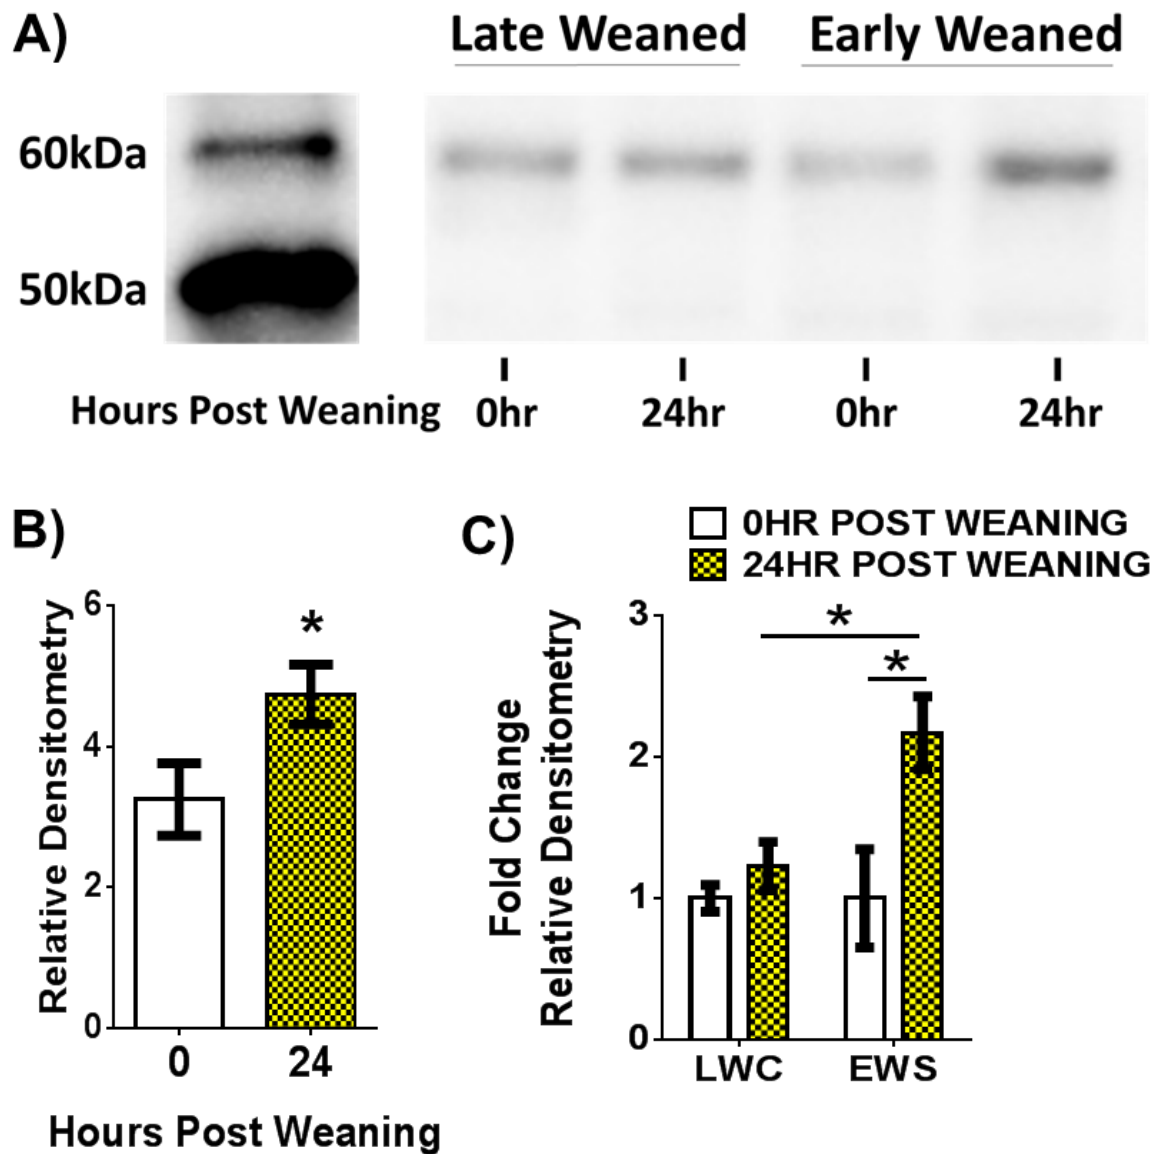 A)
Late Weaned Early Weaned
60kDa
50kDa
Hours Post Weaning 0hr 24hr 0hr 24hr
B)
Relative Densitometry
6
4
2
0
*
0 24
Hours Post Weaning
C)
0HR POST WEANING
24HR POST WEANING
Fold Change
Relative Densitometry
3
2
1
0
*
*
LWC EWS